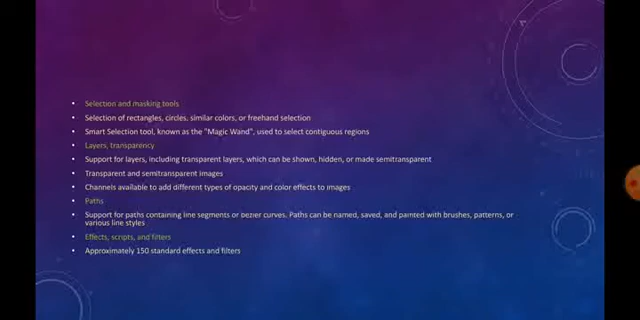 Selection and masking tools
Selection of rectangles, circles, similar colors, or freehand selection
Smart Selection tool, known as the "Magic Wand", used to select contiguous regions
Layers, transparency
Support for layers, including transparent layers, which can be shown, hidden, or made semitransparent
Transparent and semitransparent images
Channels available to add different types of opacity and color effects to images
Paths
Support for paths containing line segments or bezier curves. Paths can be named, saved, and painted with brushes, patterns, or
various line styles
Effects, scripts, and filters
Approximately 150 standard effects and filters